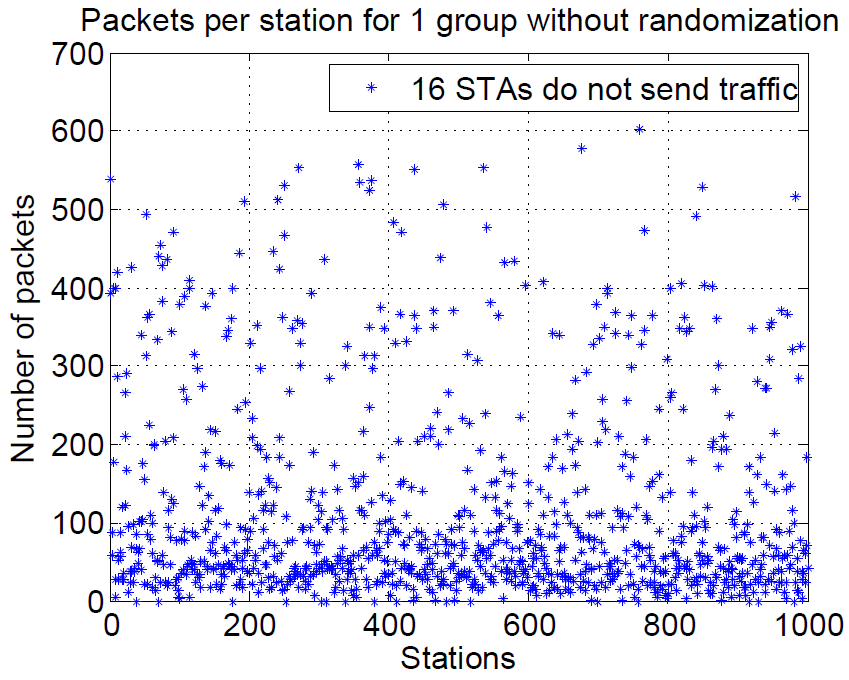 Packets per station for 1 group without randomization
700
16 STAs do not send traffic
600
500
400
300
200
100
0
Number of packets
0 200 400 600 800 1000
Stations